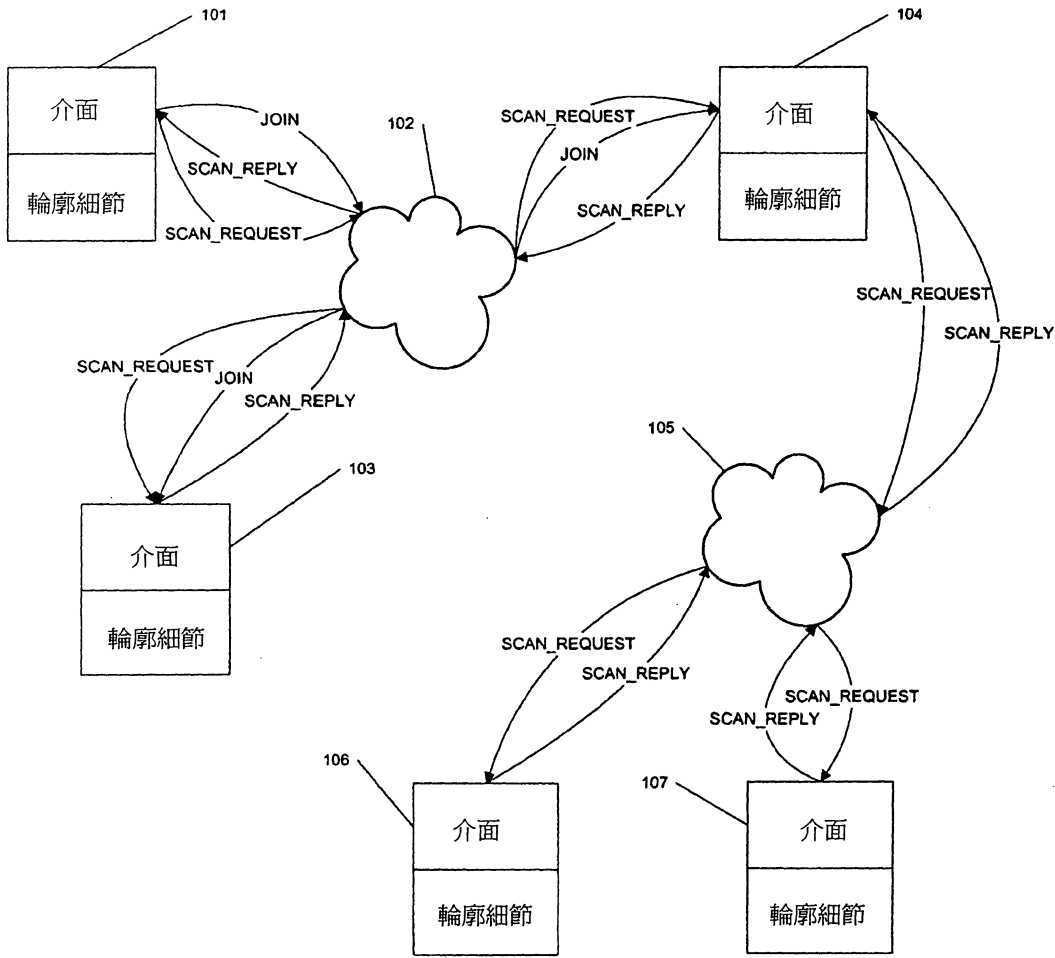 101
介面
輪廓細節
JOIN
SCAN_REPLY
SCAN_REQUEST
102
104
介面
輪廓細節
SCAN_REQUEST
JOIN
SCAN_REPLY
SCAN_REQUEST
SCAN_REPLY
SCAN_REQUEST
JOIN
SCAN_REPLY
103
介面
輪廓細節
105
SCAN_REQUEST
SCAN_REPLY
SCAN_REQUEST
SCAN_REPLY
106
介面
輪廓細節
107
介面
輪廓細節